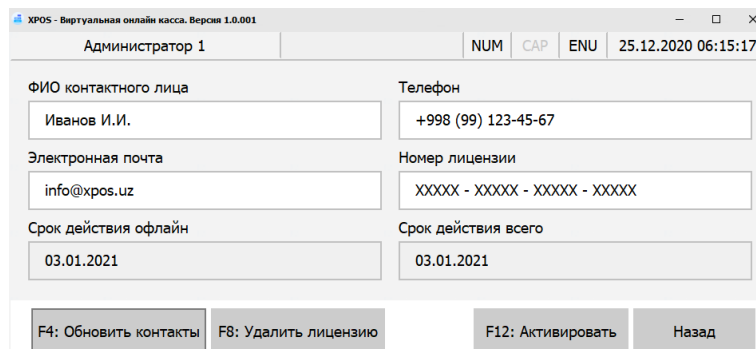 XPOS - Виртуальная онлайн касса. Версия 1.0.001
Администратор 1 NUM CAP ENU 25.12.2020 06:15:17
ФИО контактного лица Телефон
Иванов И.И. +998 (99) 123-45-67
Электронная почта Номер лицензии
info@xpos.uz XXXXX - XXXXX - XXXXX - XXXXX
Срок действия офлайн Срок действия всего
03.01.2021 03.01.2021
F4: Обновить контакты F8: Удалить лицензию F12: Активировать Назад